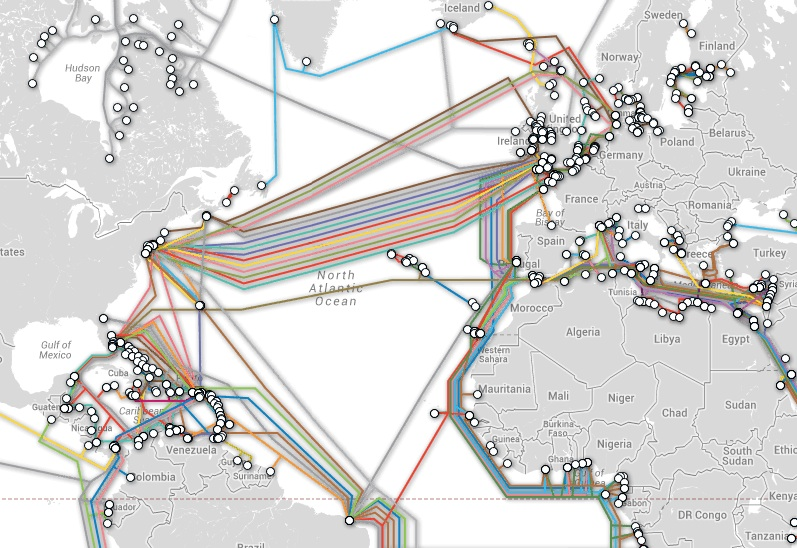 Iceland
Sweden
Finland
Norway
Hudson
Bay
United
Ireland
Belarus
Poland
Germany
Ukraine
Austria
France
Romania
Bay of
Biscay
Italy
Spain
Turkey
tates
North
Atlantic
Ocean
Tunisia
Morocco
Algeria
Libya
Egypt
Gulf of
Mexico
Western
Sahara
Cuba
Mauritania
Mali
Niger
Chad
Sudan
Burkina
Faso
Guinea
Nigeria
Ghana
South
Sudan
Ethio
Venezuela
Colombia
Suriname
Gabon
Kenya
DR Congo
Tanzania
Brazil